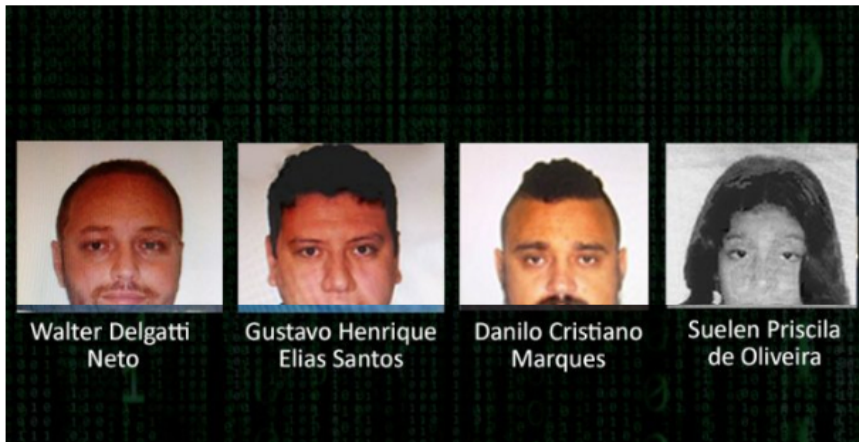 Walter Delgatti
Neto
Gustavo Henrique
Elias Santos
Danilo Cristiano
Marques
Suelen Priscila
de Oliveira